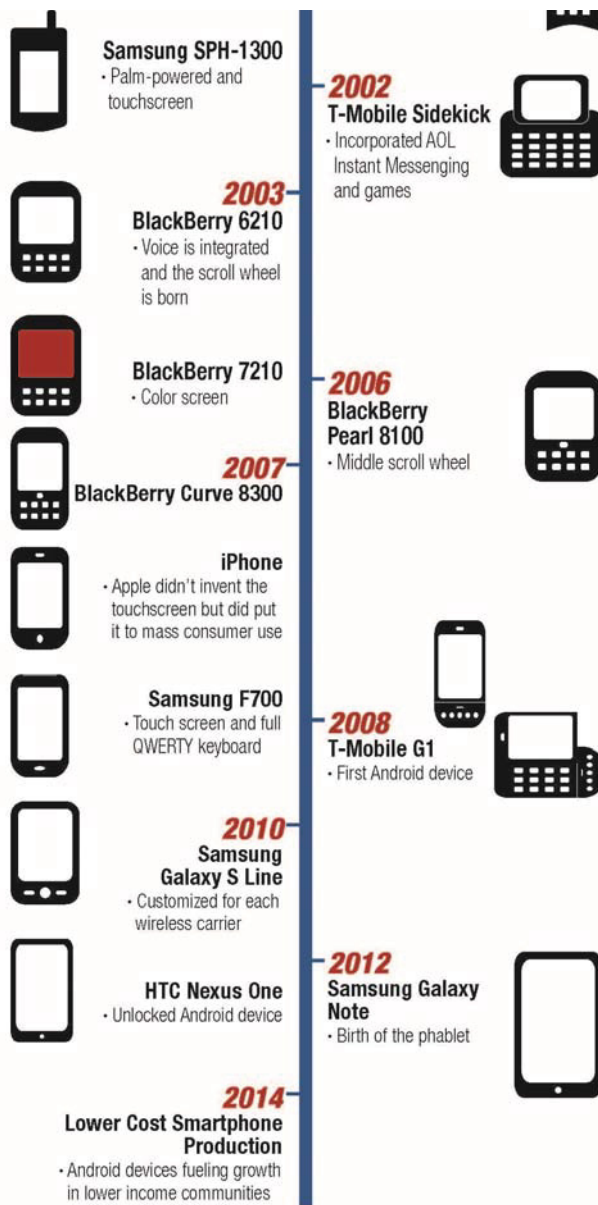 Samsung SPH-1300
· Palm-powered and
touchscreen
2002
T-Mobile Sidekick
· Incorporated AOL
Instant Messenging
and games
2003
BlackBerry 6210
· Voice is integrated
and the scroll wheel
is born
BlackBerry 7210
· Color screen
2006
BlackBerry
Pearl 8100
· Middle scroll wheel
2007
BlackBerry Curve 8300
iPhone
· Apple didn't invent the
touchscreen but did put
it to mass consumer use
Samsung F700
· Touch screen and full
QWERTY keyboard
2008
T-Mobile G1
· First Android device
2010
Samsung
Galaxy S Line
· Customized for each
wireless carrier
HTC Nexus One
· Unlocked Android device
2012
Samsung Galaxy
Note
· Birth of the phablet
2014
Lower Cost Smartphone
Production
· Android devices fueling growth
in lower income communities